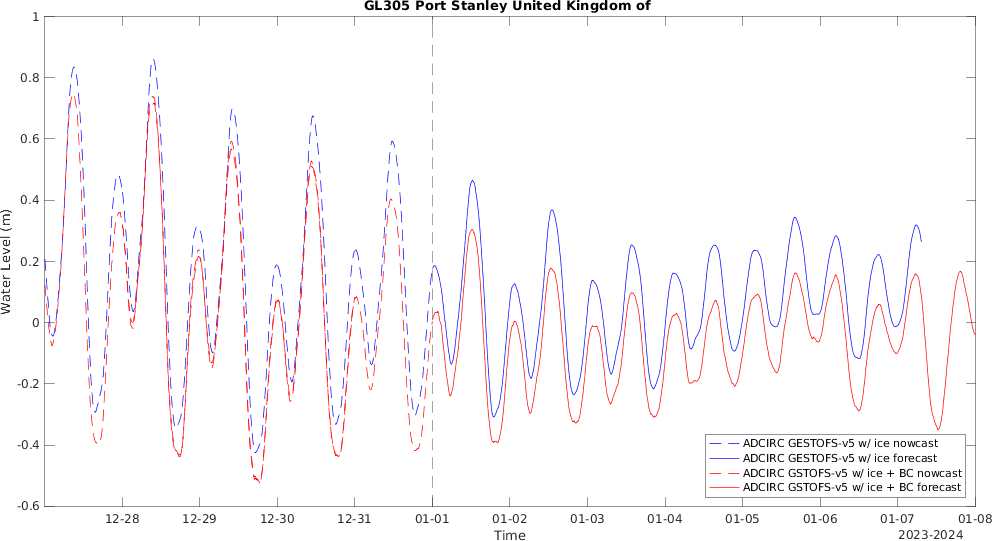 GL305 Port Stanley United Kingdom of
Water Level (m)
1
0.8
0.6
0.4
0.2
0
-0.2
-0.4
-0.6
ADCIRC GESTOFS-v5 w/ ice nowcast
ADCIRC GESTOFS-v5 w/ ice forecast
ADCIRC GSTOFS-v5 w/ ice + BC nowcast
ADCIRC GSTOFS-v5 w/ ice + BC forecast
12-28 12-29 12-30 12-31 01-01 01-02 01-03 01-04 01-05 01-06 01-07 01-08
Time
2023-2024